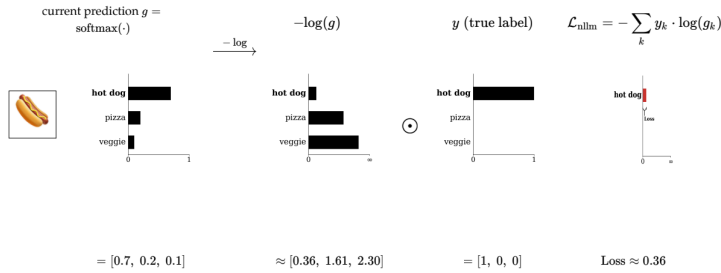 current prediction g =
softmax(·)
− log
−log(g)
y (true label)
ℒnllm = − ∑k yk · log(gk)
hot dog
pizza
veggie
0 1
hot dog
pizza
veggie
0 ∞
⊙
hot dog
pizza
veggie
0 1
hot dog
Loss
0 ∞
= [0.7, 0.2, 0.1]
≈ [0.36, 1.61, 2.30]
= [1, 0, 0]
Loss ≈ 0.36